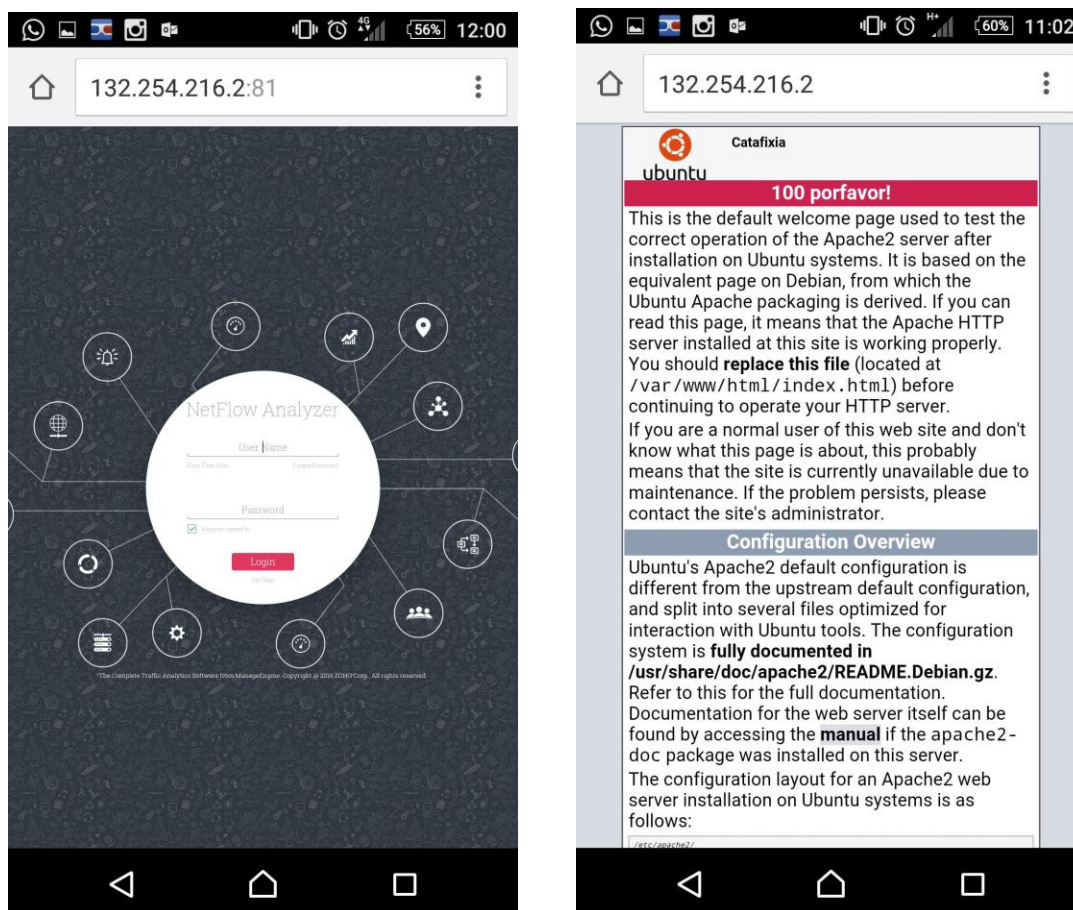 4G
56% 12:00
132.254.216.2:81
NetFlow Analyzer
User Name
First Time User Forgot Password
Password
Keep me signed in
Login
The Complete Traffic Analytics Software from ManageEngine. Copyright @ 2016 ZOHO Corp., All rights reserved.
H+
60% 11:02
132.254.216.2
ubuntu
Catafixia
100 porfavor!
This is the default welcome page used to test the
correct operation of the Apache2 server after
installation on Ubuntu systems. It is based on the
equivalent page on Debian, from which the
Ubuntu Apache packaging is derived. If you can
read this page, it means that the Apache HTTP
server installed at this site is working properly.
You should replace this file (located at
/var/www/html/index.html) before
continuing to operate your HTTP server.
If you are a normal user of this web site and don't
know what this page is about, this probably
means that the site is currently unavailable due to
maintenance. If the problem persists, please
contact the site's administrator.
Configuration Overview
Ubuntu's Apache2 default configuration is
different from the upstream default configuration,
and split into several files optimized for
interaction with Ubuntu tools. The configuration
system is fully documented in
/usr/share/doc/apache2/README.Debian.gz.
Refer to this for the full documentation.
Documentation for the web server itself can be
found by accessing the manual if the apache2-
doc package was installed on this server.
The configuration layout for an Apache2 web
server installation on Ubuntu systems is as
follows:
/etc/apache2/